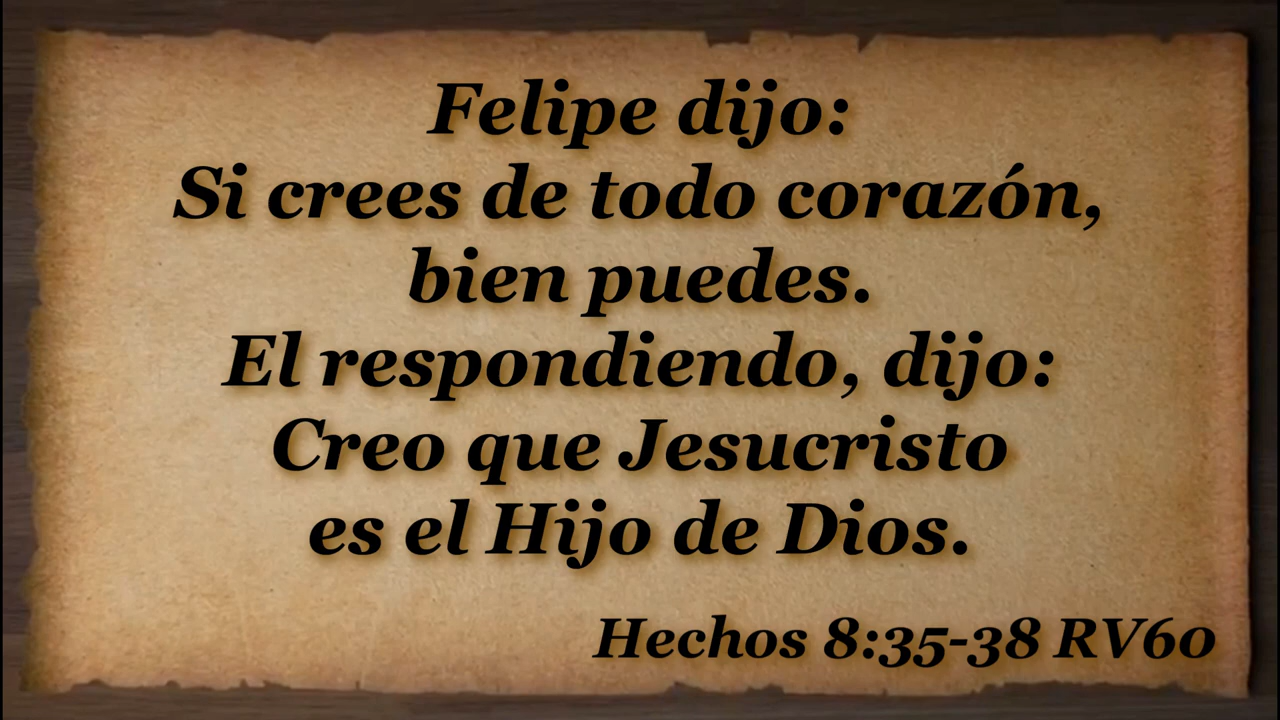 Felipe dijo:
Si crees de todo corazón,
bien puedes.
El respondiendo, dijo:
Creo que Jesucristo
es el Hijo de Dios.
Hechos 8:35-38 RV60